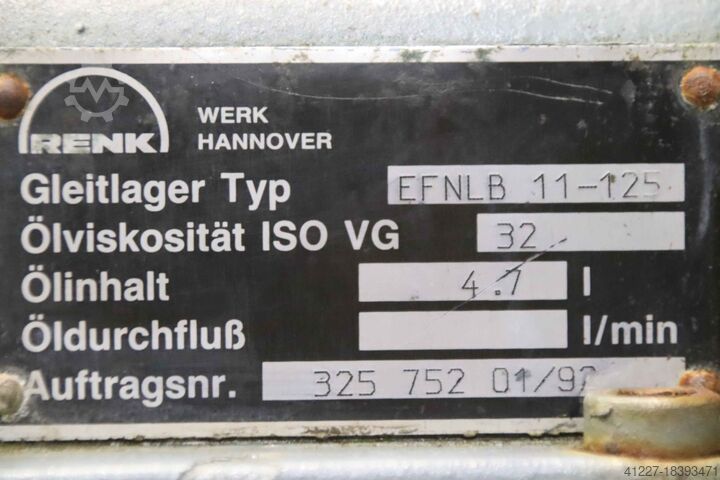 RENK
WERK
HANNOVER
Gleitlager Typ EFNLB 11-125
Ölviskosität ISO VG 32
Ölinhalt 4.7 l
Öldurchfluß l/min
Auftragsnr. 325 752 01/92
41227-18393471